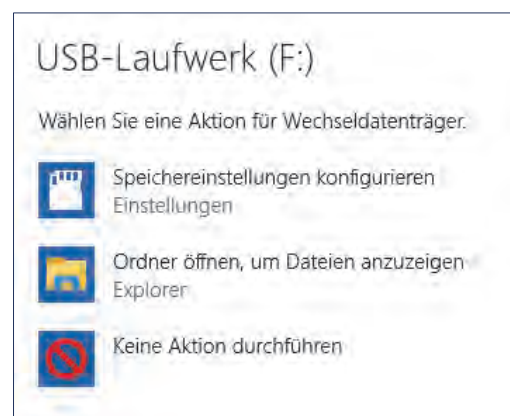 USB-Laufwerk (F:)
Wählen Sie eine Aktion für Wechseldatenträger.
Speichereinstellungen konfigurieren
Einstellungen
Ordner öffnen, um Dateien anzuzeigen
Explorer
Keine Aktion durchführen